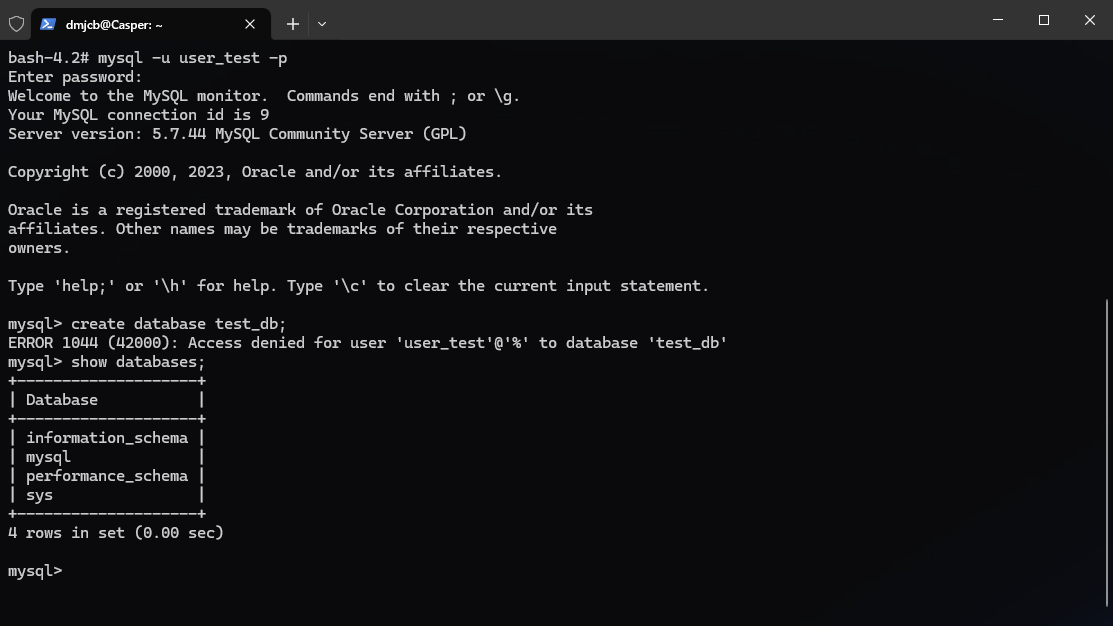 dmjcb@Casper: ~
bash-4.2# mysql -u user_test -p
Enter password:
Welcome to the MySQL monitor.  Commands end with ; or \g.
Your MySQL connection id is 9
Server version: 5.7.44 MySQL Community Server (GPL)
Copyright (c) 2000, 2023, Oracle and/or its affiliates.
Oracle is a registered trademark of Oracle Corporation and/or its
affiliates. Other names may be trademarks of their respective
owners.
Type 'help;' or '\h' for help. Type '\c' to clear the current input statement.
mysql> create database test_db;
ERROR 1044 (42000): Access denied for user 'user_test'@'%' to database 'test_db'
mysql> show databases;
+--------------------+
| Database           |
+--------------------+
| information_schema |
| mysql              |
| performance_schema |
| sys                |
+--------------------+
4 rows in set (0.00 sec)
mysql>